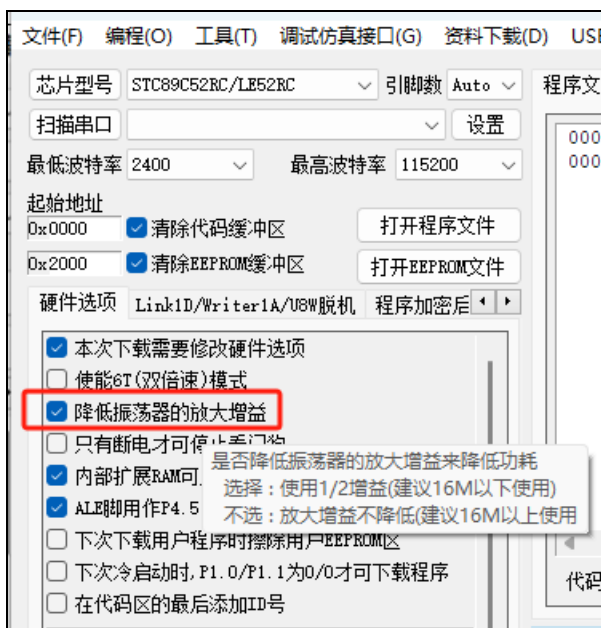 文件(F) 编程(O) 工具(T) 调试仿真接口(G) 资料下载(D)
芯片型号 STC89C52RC/LE52RC 引脚数 Auto 程序文
扫描串口 设置
000
最低波特率 2400 最高波特率 115200
000
起始地址
0x0000 清除代码缓冲区 打开程序文件
0x2000 清除EEPROM缓冲区 打开EEPROM文件
硬件选项 Link1D/Writer1A/U8W脱机 程序加密后
本次下载需要修改硬件选项
使能6T(双倍速)模式
降低振荡器的放大增益
只有断电才可停止看门狗
是否降低振荡器的放大增益来降低功耗
内部扩展RAM可
选择：使用1/2增益(建议16M以下使用)
ALE脚用作P4.5
不选：放大增益不降低(建议16M以上使用
下次下载用户程序时擦除用户EEPROM区
下次冷启动时,P1.0/P1.1为0/0才可下载程序
代码
在代码区的最后添加ID号